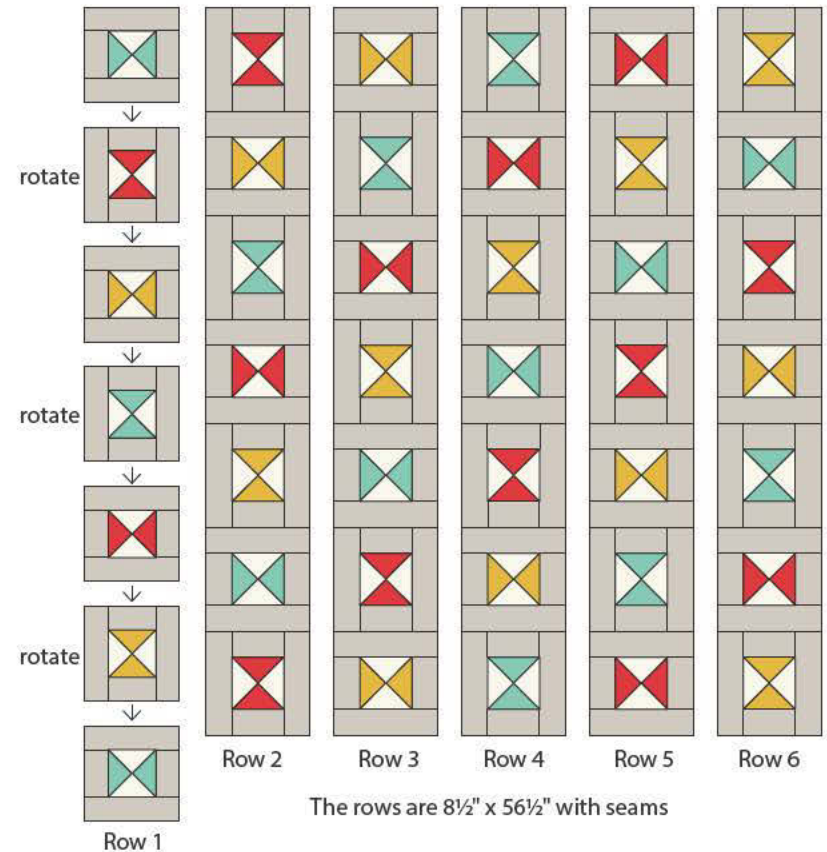 rotate
rotate
rotate
Row 1
Row 2
Row 3
Row 4
Row 5
Row 6
The rows are 8½" x 56½" with seams